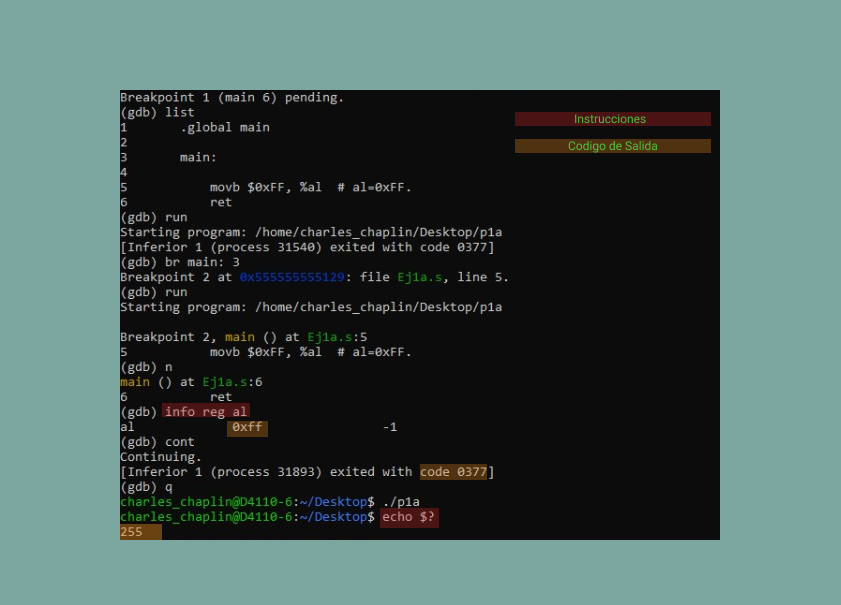 Breakpoint 1 (main 6) pending.
(gdb) list
Instrucciones
1       .global main
2
Codigo de Salida
3       main:
4
5           movb $0xFF, %al  # al=0xFF.
6           ret
(gdb) run
Starting program: /home/charles_chaplin/Desktop/p1a
[Inferior 1 (process 31540) exited with code 0377]
(gdb) br main: 3
Breakpoint 2 at 0x555555555129: file Ej1a.s, line 5.
(gdb) run
Starting program: /home/charles_chaplin/Desktop/p1a
Breakpoint 2, main () at Ej1a.s:5
5           movb $0xFF, %al  # al=0xFF.
(gdb) n
main () at Ej1a.s:6
6           ret
(gdb) info reg al
al             0xff                -1
(gdb) cont
Continuing.
[Inferior 1 (process 31893) exited with code 0377]
(gdb) q
charles_chaplin@D4110-6:~/Desktop$ ./p1a
charles_chaplin@D4110-6:~/Desktop$ echo $?
255